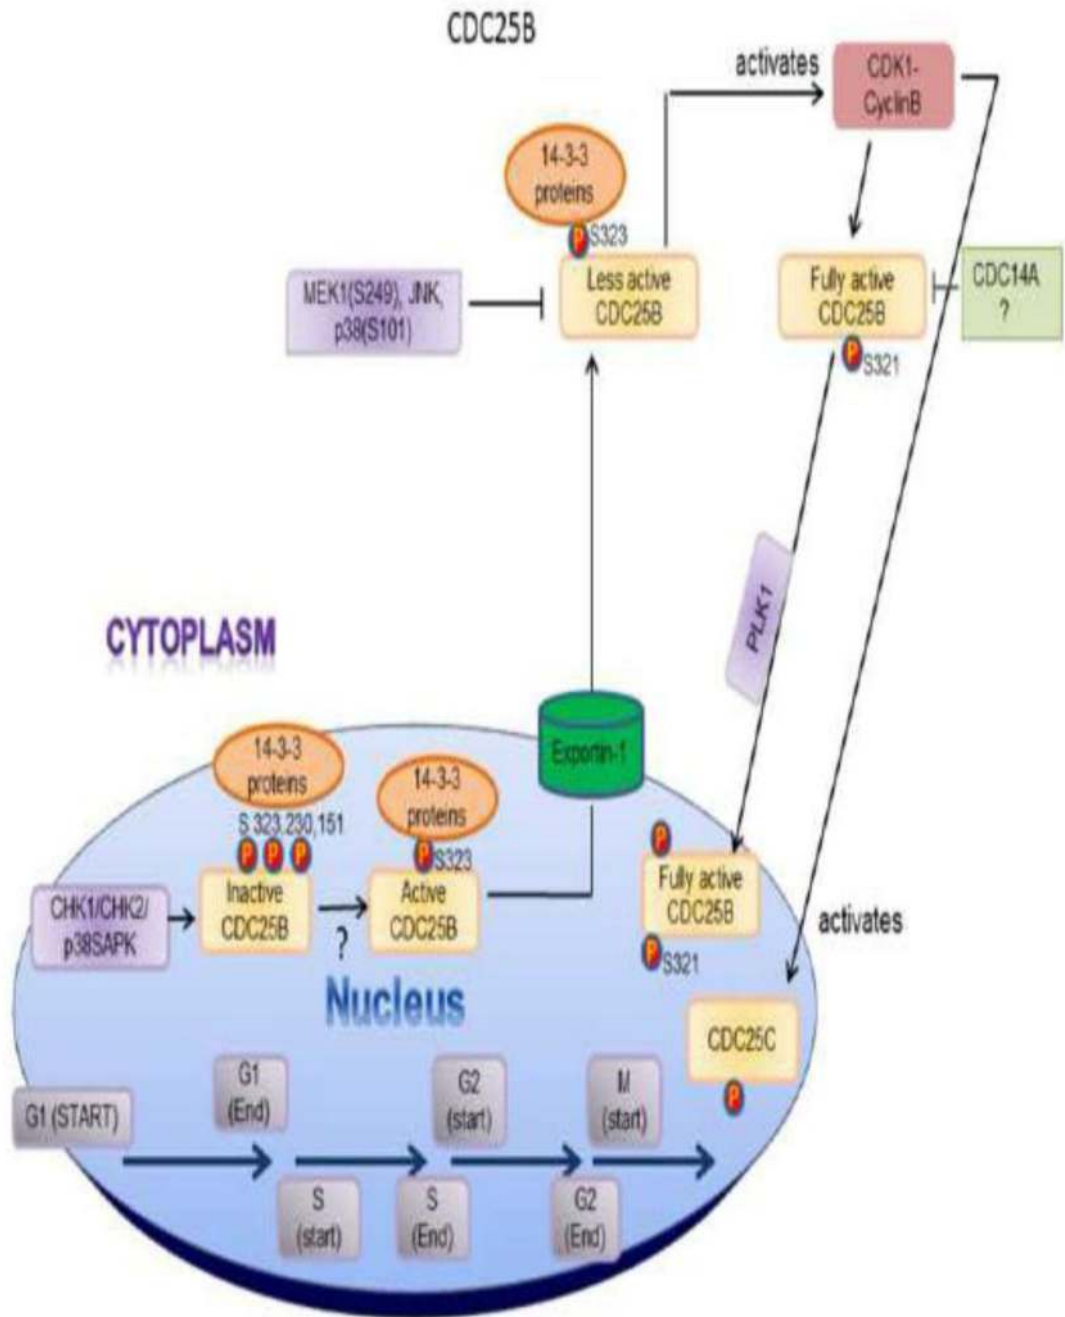 CDC25B
activates
CDK1-
CyclinB
14-3-3
proteins
P
S323
MEK1(S249), JNK,
p38(S101)
Less active
CDC25B
Fully active
CDC25B
CDC14A
?
P
S321
PLK1
CYTOPLASM
Exportin-1
14-3-3
proteins
S 323,230,151
P P P
14-3-3
proteins
P
S323
CHK1/CHK2/
p38SAPK
Inactive
CDC25B
?
Active
CDC25B
P
Fully active
CDC25B
P
S321
activates
Nucleus
CDC25C
P
G1 (START)
G1
(End)
S
(start)
S
(End)
G2
(start)
G2
(End)
M
(start)